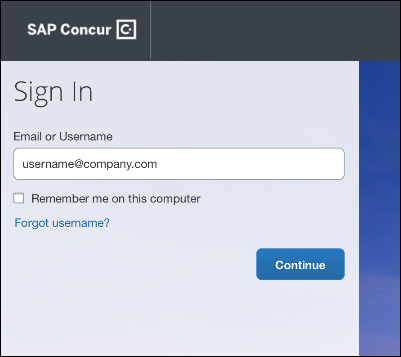 SAP Concur
Sign In
Email or Username
username@company.com
Remember me on this computer
Forgot username?
Continue